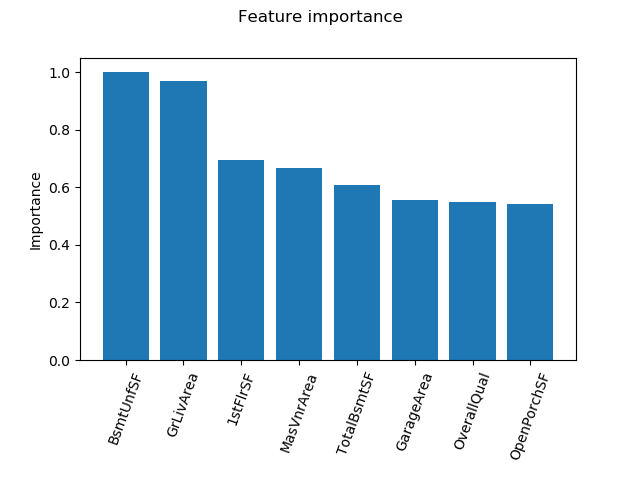 Feature importance
Importance
1.0
0.8
0.6
0.4
0.2
0.0
BsmtUnfSF
GrLivArea
1stFlrSF
MasVnrArea
TotalBsmtSF
GarageArea
OverallQual
OpenPorchSF